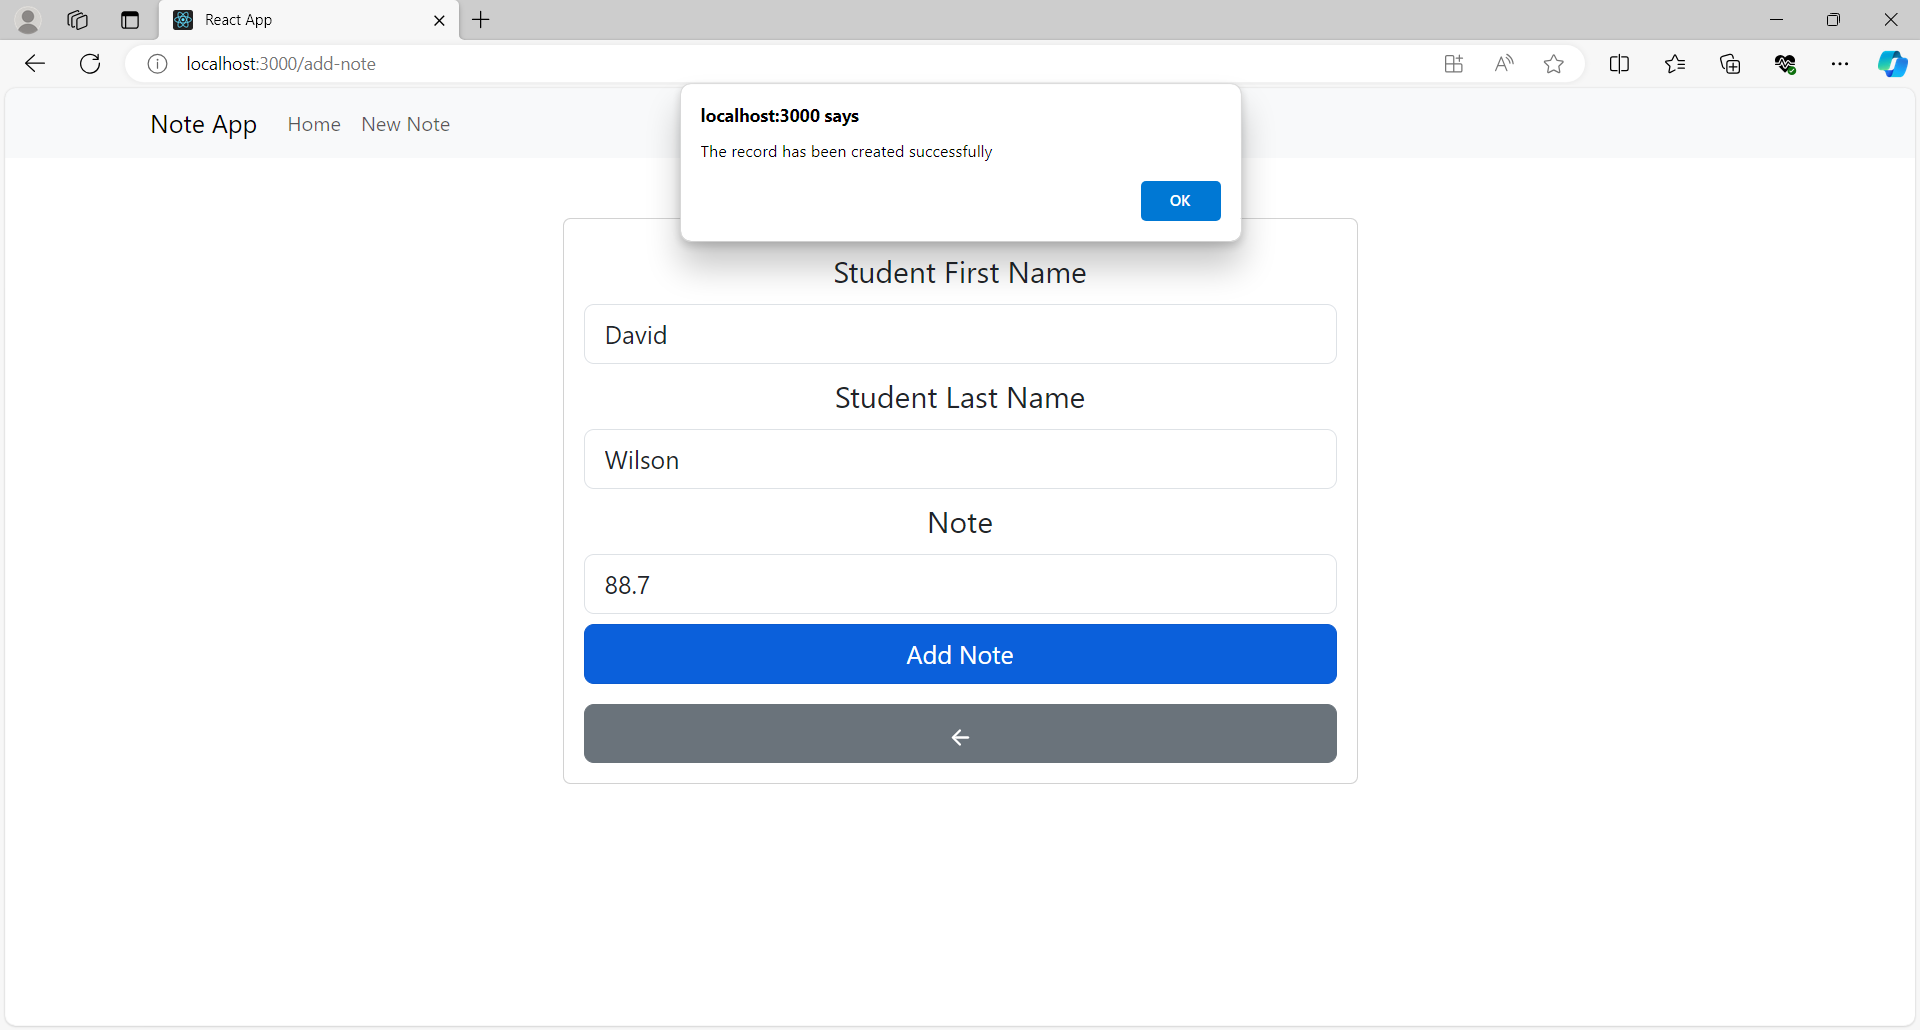 React App
localhost:3000/add-note
Note App Home New Note
localhost:3000 says
The record has been created successfully
OK
Student First Name
David
Student Last Name
Wilson
Note
88.7
Add Note